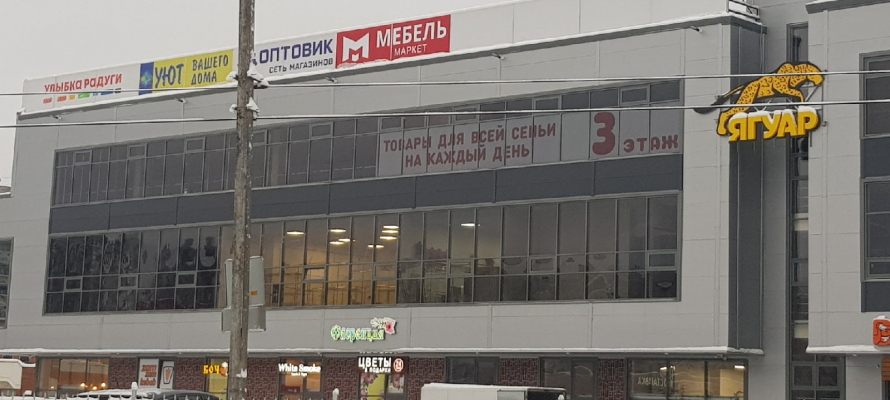 УЛЫБКА РАДУГИ
УЮТ ВАШЕГО ДОМА
ОПТОВИК
СЕТЬ МАГАЗИНОВ
МЕБЕЛЬ
МАРКЕТ
ТОВАРЫ ДЛЯ ВСЕЙ СЕМЬИ
НА КАЖДЫЙ ДЕНЬ
3 этаж
ЯГУАР
Флоренция
White Smoke
ЦВЕТЫ
И ПОДАРКИ